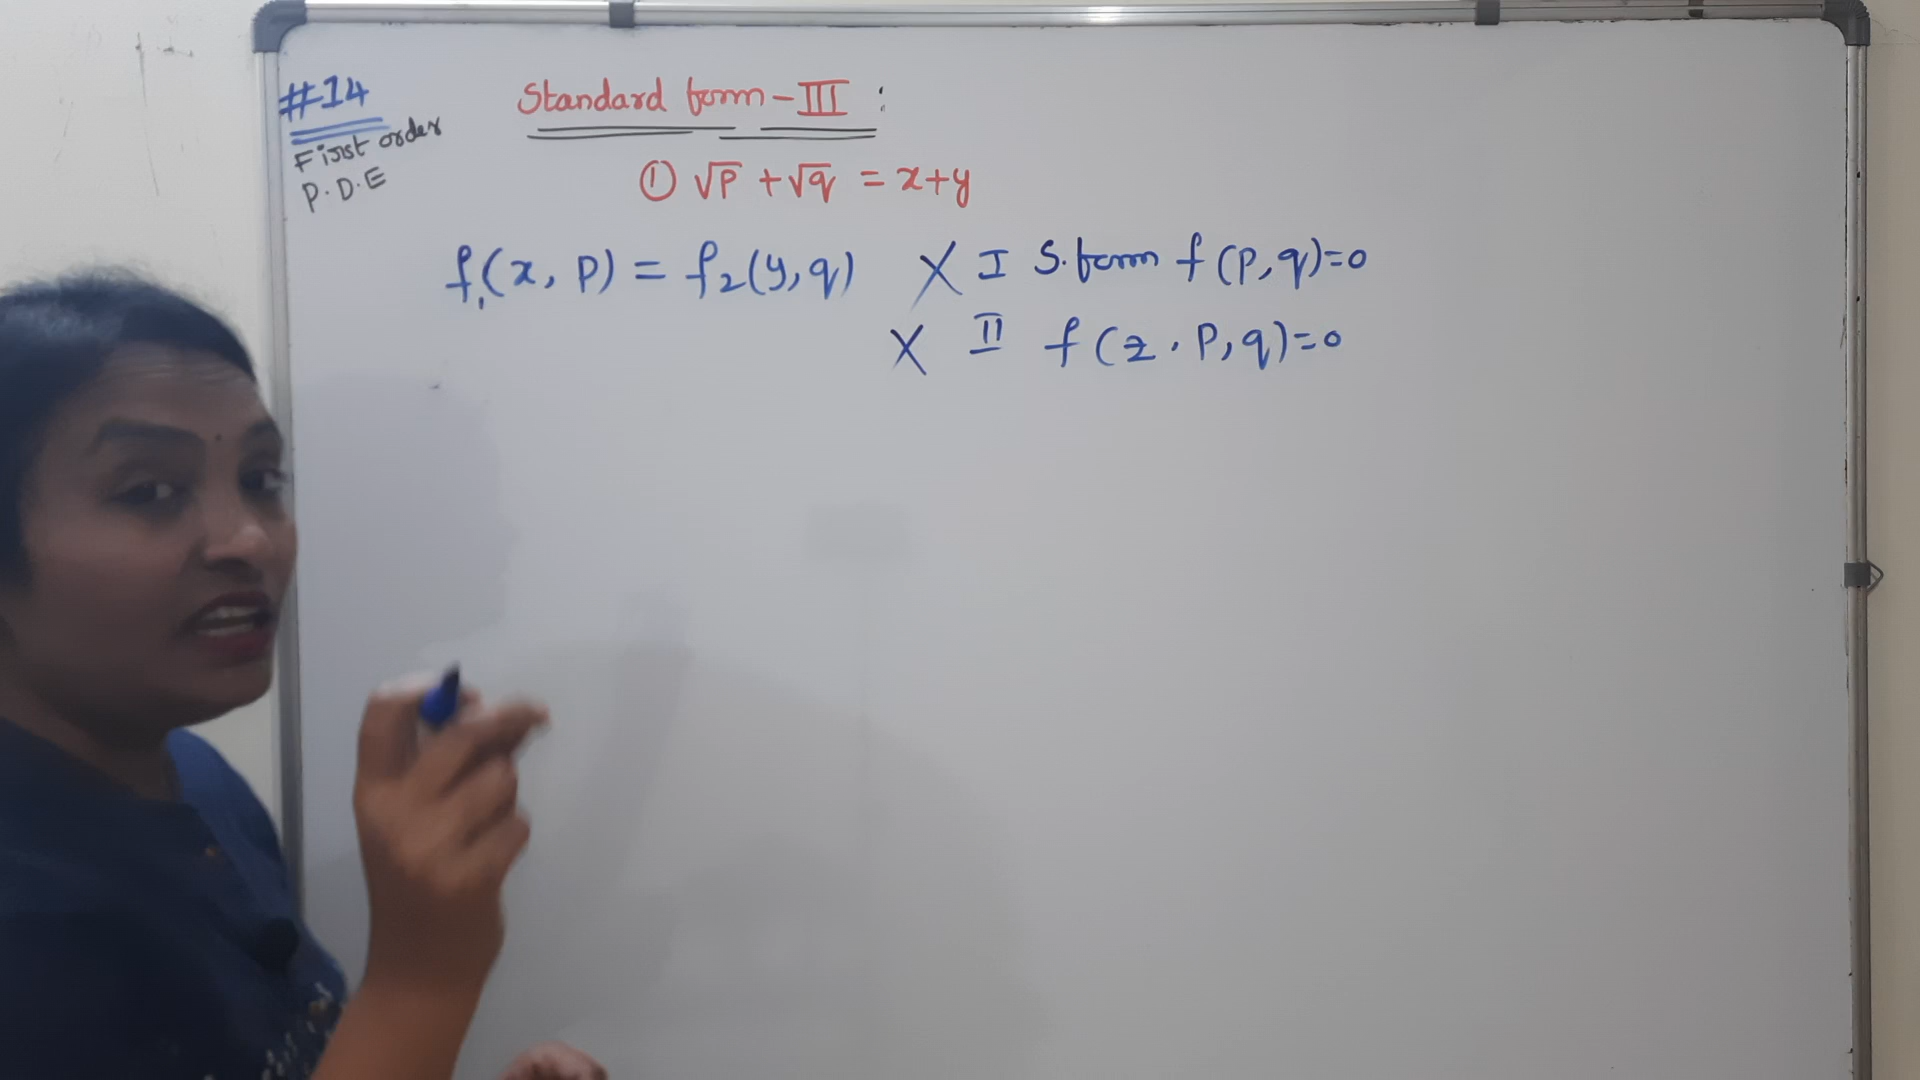 #14
First order
P.D.E
Standard form-III :
① √p + √q = x+y
f₁(x, p) = f₂(y, q) X I S.form f(p,q)=0
X II f(z, p, q)=0